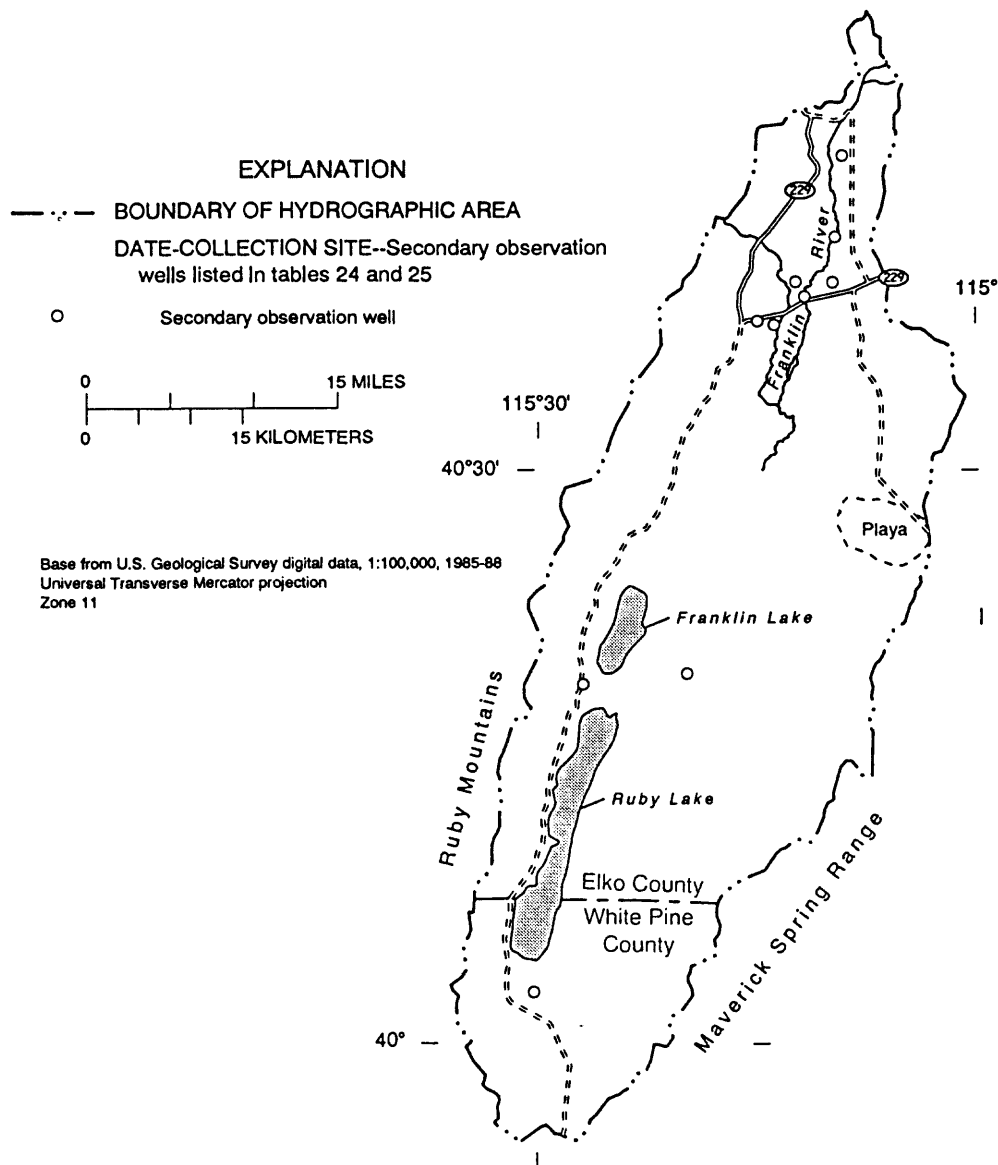 EXPLANATION
BOUNDARY OF HYDROGRAPHIC AREA
DATE-COLLECTION SITE--Secondary observation
wells listed in tables 24 and 25
Secondary observation well
0 15 MILES
0 15 KILOMETERS
Base from U.S. Geological Survey digital data, 1:100,000, 1985-88
Universal Transverse Mercator projection
Zone 11
229
River
229
115°
Franklin
115°30'
40°30'
Playa
Franklin Lake
Ruby Mountains
Ruby Lake
Elko County
White Pine
County
Maverick Spring Range
40°